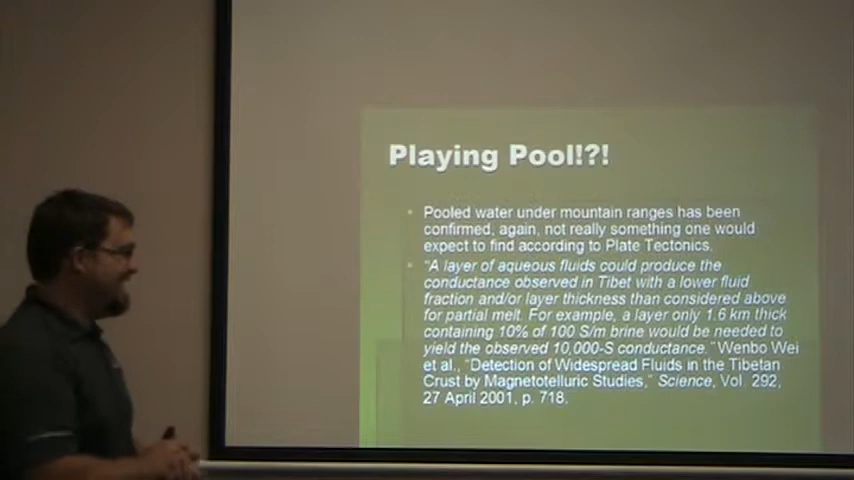 Playing Pool!?!
Pooled water under mountain ranges has been
confirmed, again, not really something one would
expect to find according to Plate Tectonics.
"A layer of aqueous fluids could produce the
conductance observed in Tibet with a lower fluid
fraction and/or layer thickness than considered above
for partial melt. For example, a layer only 1.6 km thick
containing 10% of 100 S/m brine would be needed to
yield the observed 10,000-S conductance." Wenbo Wei
et al., "Detection of Widespread Fluids in the Tibetan
Crust by Magnetotelluric Studies," Science, Vol. 292,
27 April 2001, p. 718.